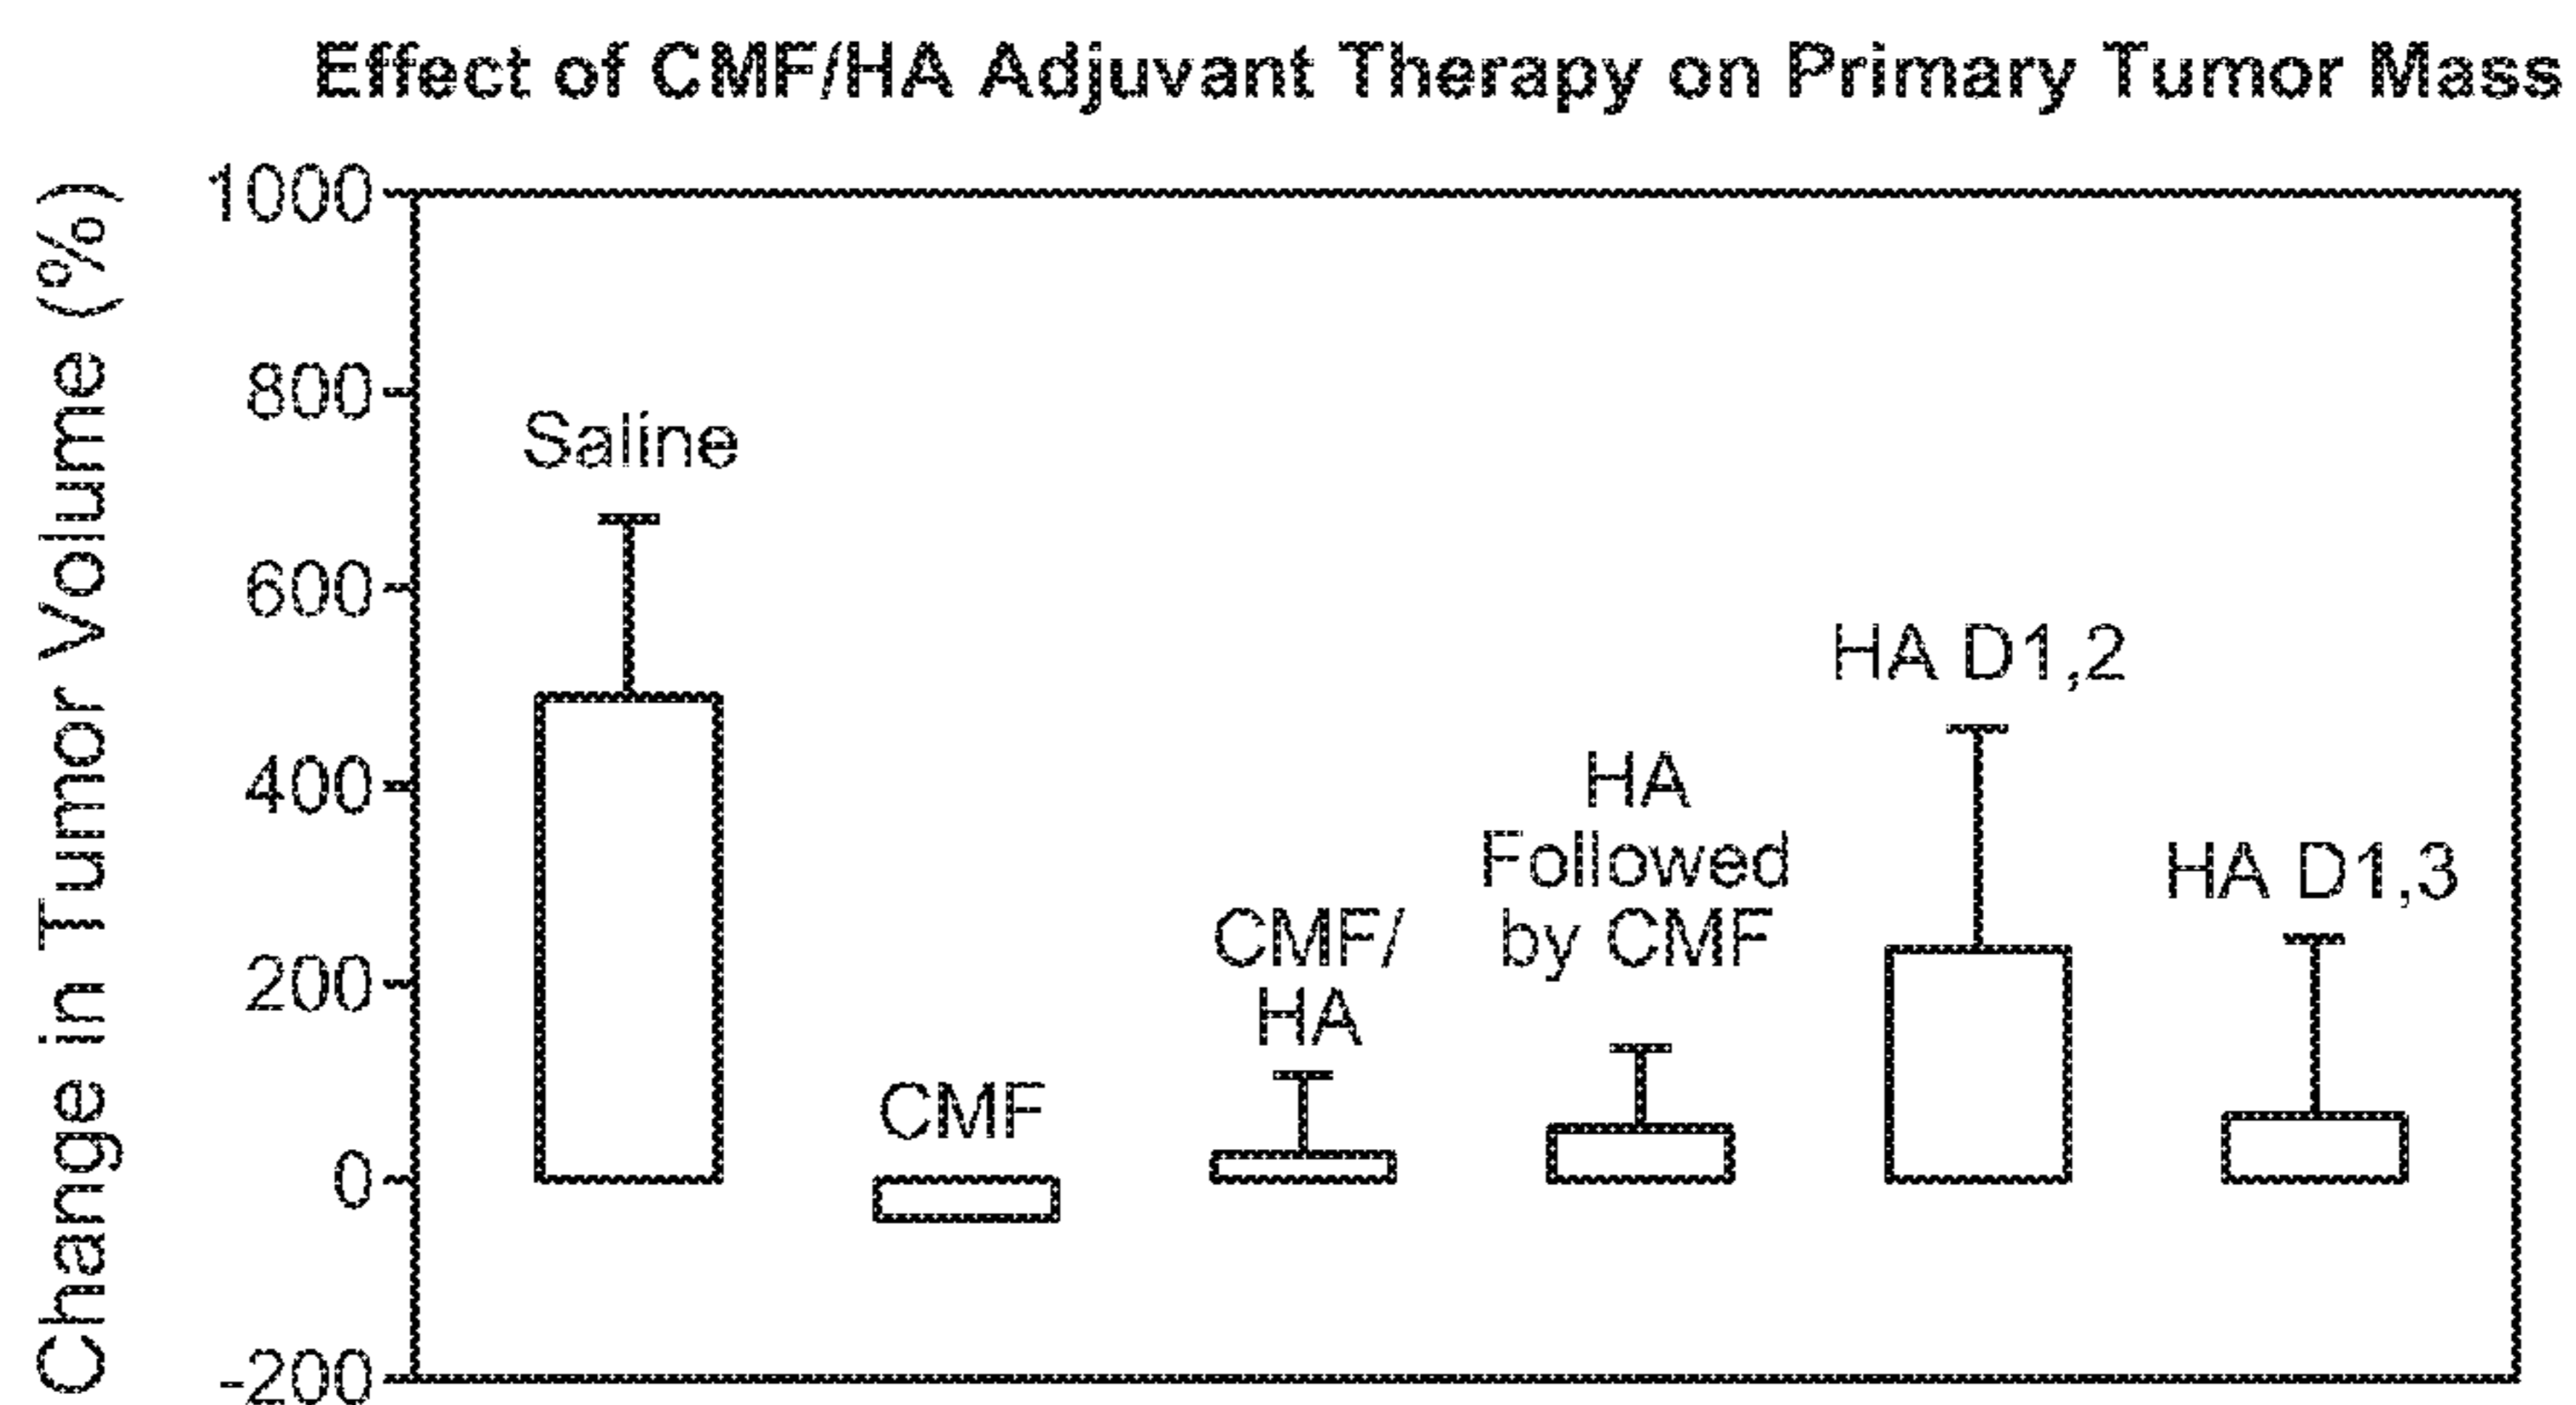 Effect of CMF/HA Adjuvant Therapy on Primary Tumor Mass
Change in Tumor Volume (%)
1000
800
600
400
200
0
-200
Saline
CMF
CMF/
HA
HA
Followed
by CMF
HA D1,2
HA D1,3